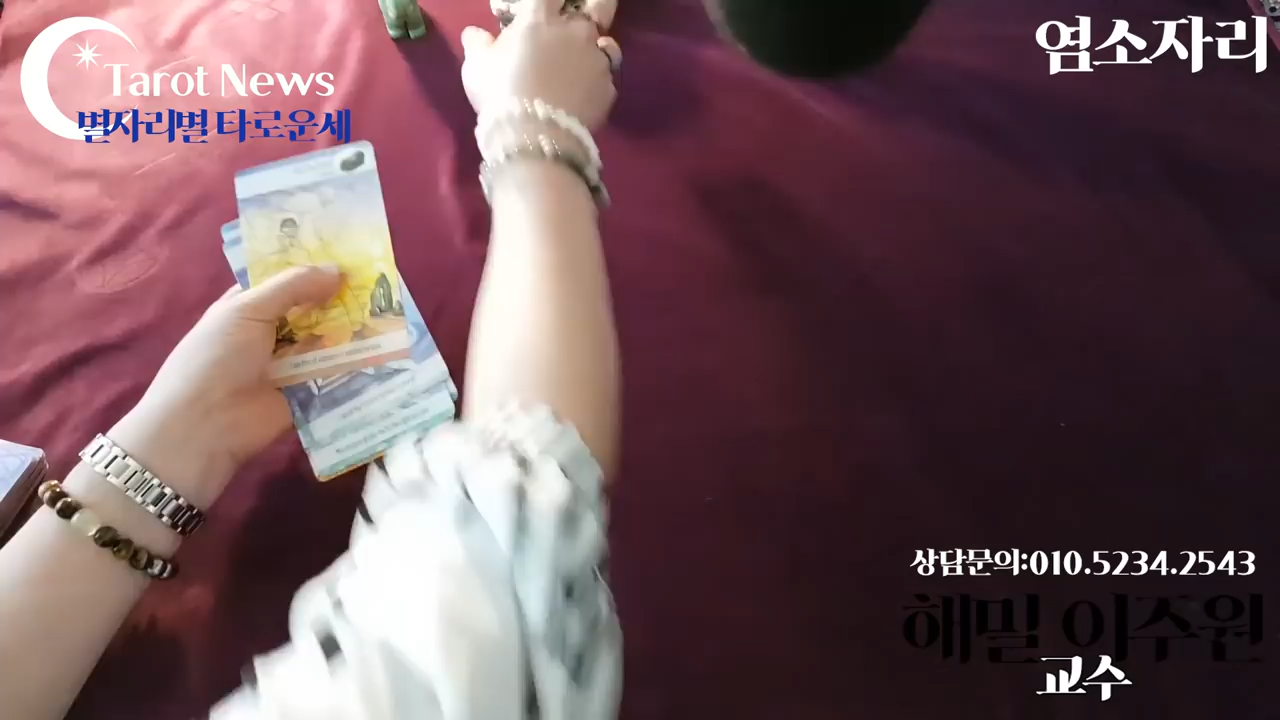 Tarot News
별자리별 타로운세
염소자리
상담문의:010.5234.2543
해밀 이주원
교수